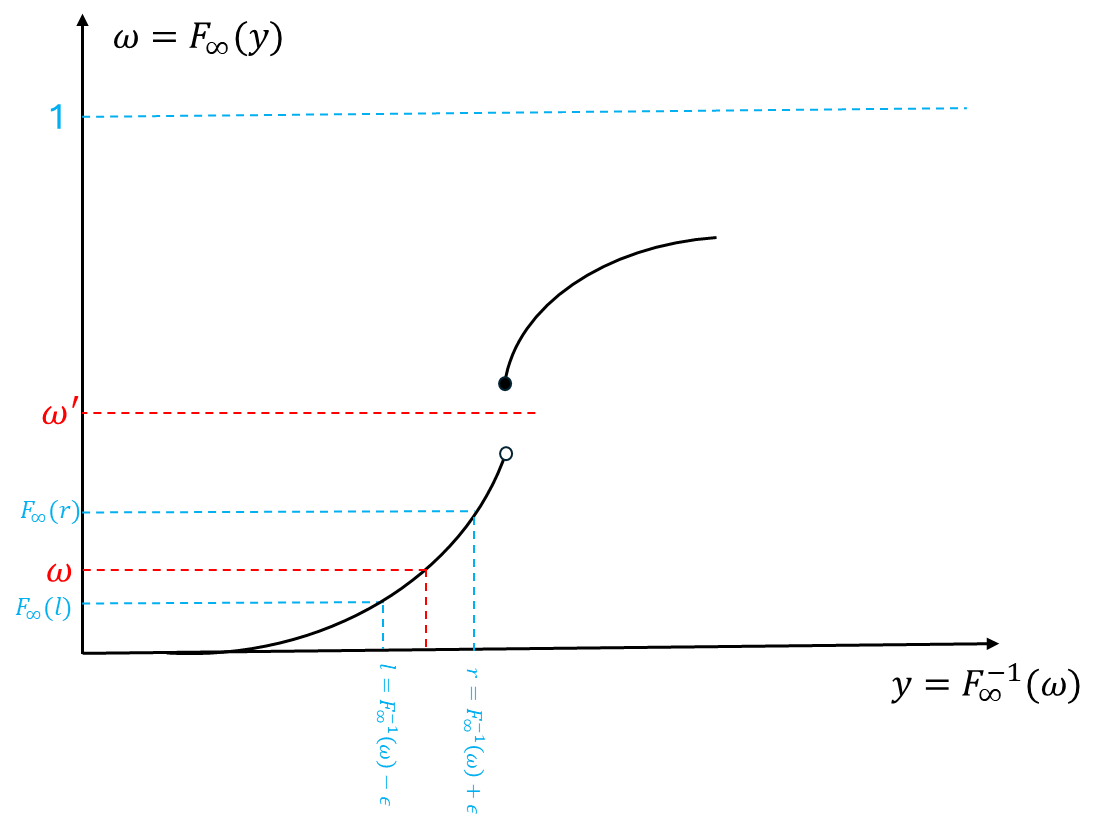 ω = F∞(y)
1
ω′
F∞(r)
ω
F∞(l)
l = F∞⁻¹(ω) − ϵ
r = F∞⁻¹(ω) + ϵ
y = F∞⁻¹(ω)